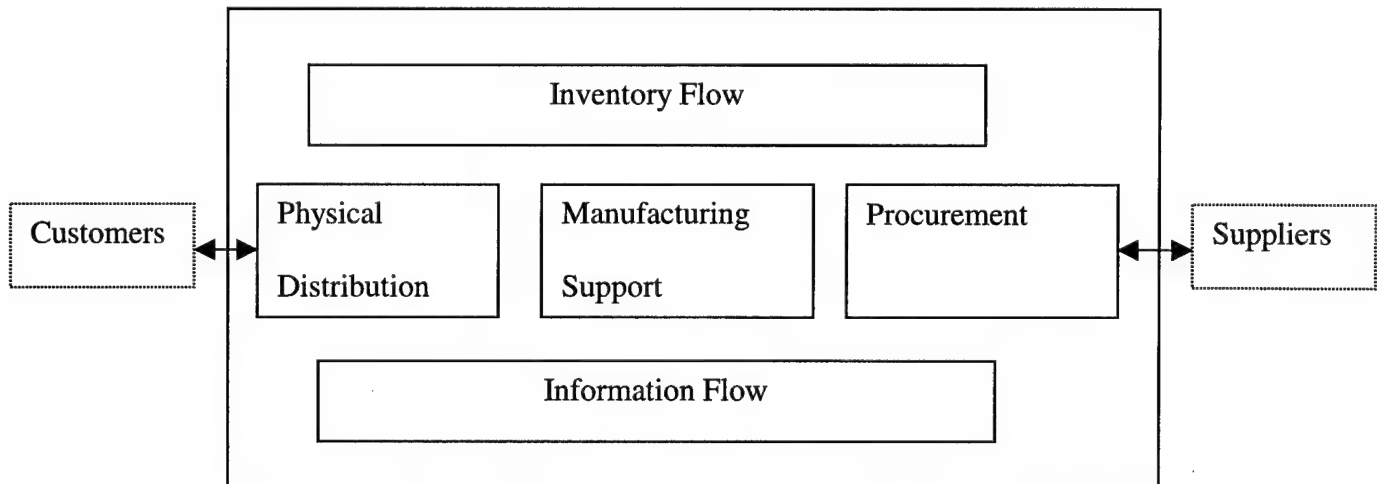 Inventory Flow
Customers
Physical
Distribution
Manufacturing
Support
Procurement
Suppliers
Information Flow